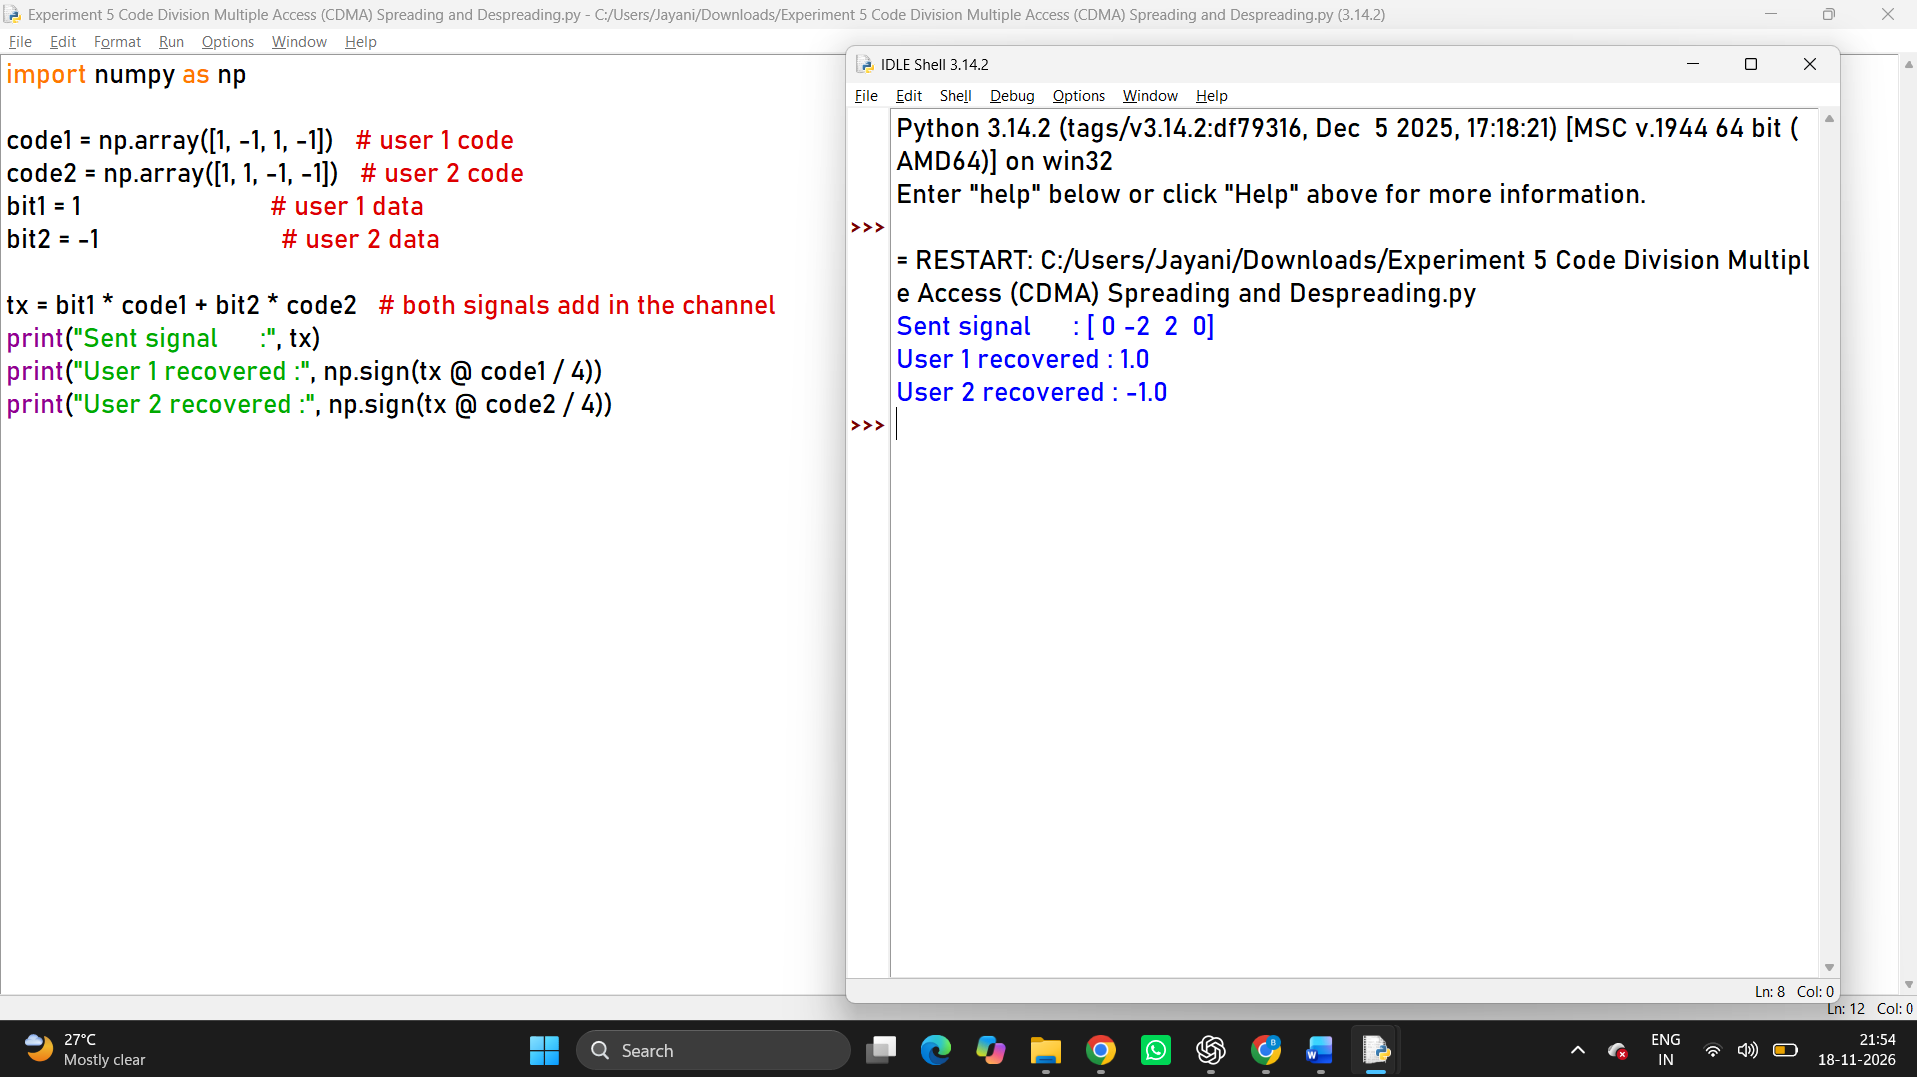 Experiment 5 Code Division Multiple Access (CDMA) Spreading and Despreading.py - C:/Users/Jayani/Downloads/Experiment 5 Code Division Multiple Access (CDMA) Spreading and Despreading.py (3.14.2)
File Edit Format Run Options Window Help
import numpy as np
code1 = np.array([1, -1, 1, -1])   # user 1 code
code2 = np.array([1, 1, -1, -1])   # user 2 code
bit1 = 1                         # user 1 data
bit2 = -1                        # user 2 data
tx = bit1 * code1 + bit2 * code2   # both signals add in the channel
print("Sent signal      :", tx)
print("User 1 recovered :", np.sign(tx @ code1 / 4))
print("User 2 recovered :", np.sign(tx @ code2 / 4))
Ln: 12 Col: 0
IDLE Shell 3.14.2
File Edit Shell Debug Options Window Help
Python 3.14.2 (tags/v3.14.2:df79316, Dec  5 2025, 17:18:21) [MSC v.1944 64 bit (
AMD64)] on win32
Enter "help" below or click "Help" above for more information.
>>>
= RESTART: C:/Users/Jayani/Downloads/Experiment 5 Code Division Multipl
e Access (CDMA) Spreading and Despreading.py
Sent signal      : [ 0 -2  2  0]
User 1 recovered : 1.0
User 2 recovered : -1.0
>>>
Ln: 8 Col: 0
27°C
Mostly clear
Search
ENG
IN
21:54
18-11-2026